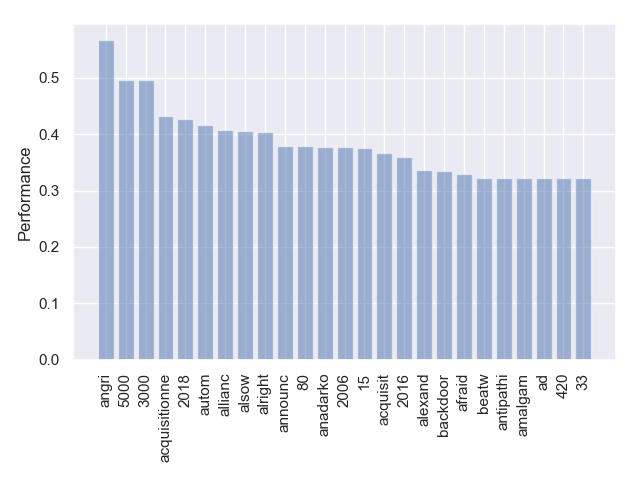 0.5
0.4
0.3
0.2
0.1
0.0
Performance
angri
5000
3000
acquisitionne
2018
autom
allianc
alsow
alright
announc
80
anadarko
2006
15
acquisit
2016
alexand
backdoor
afraid
beatw
antipathi
amalgam
ad
420
33